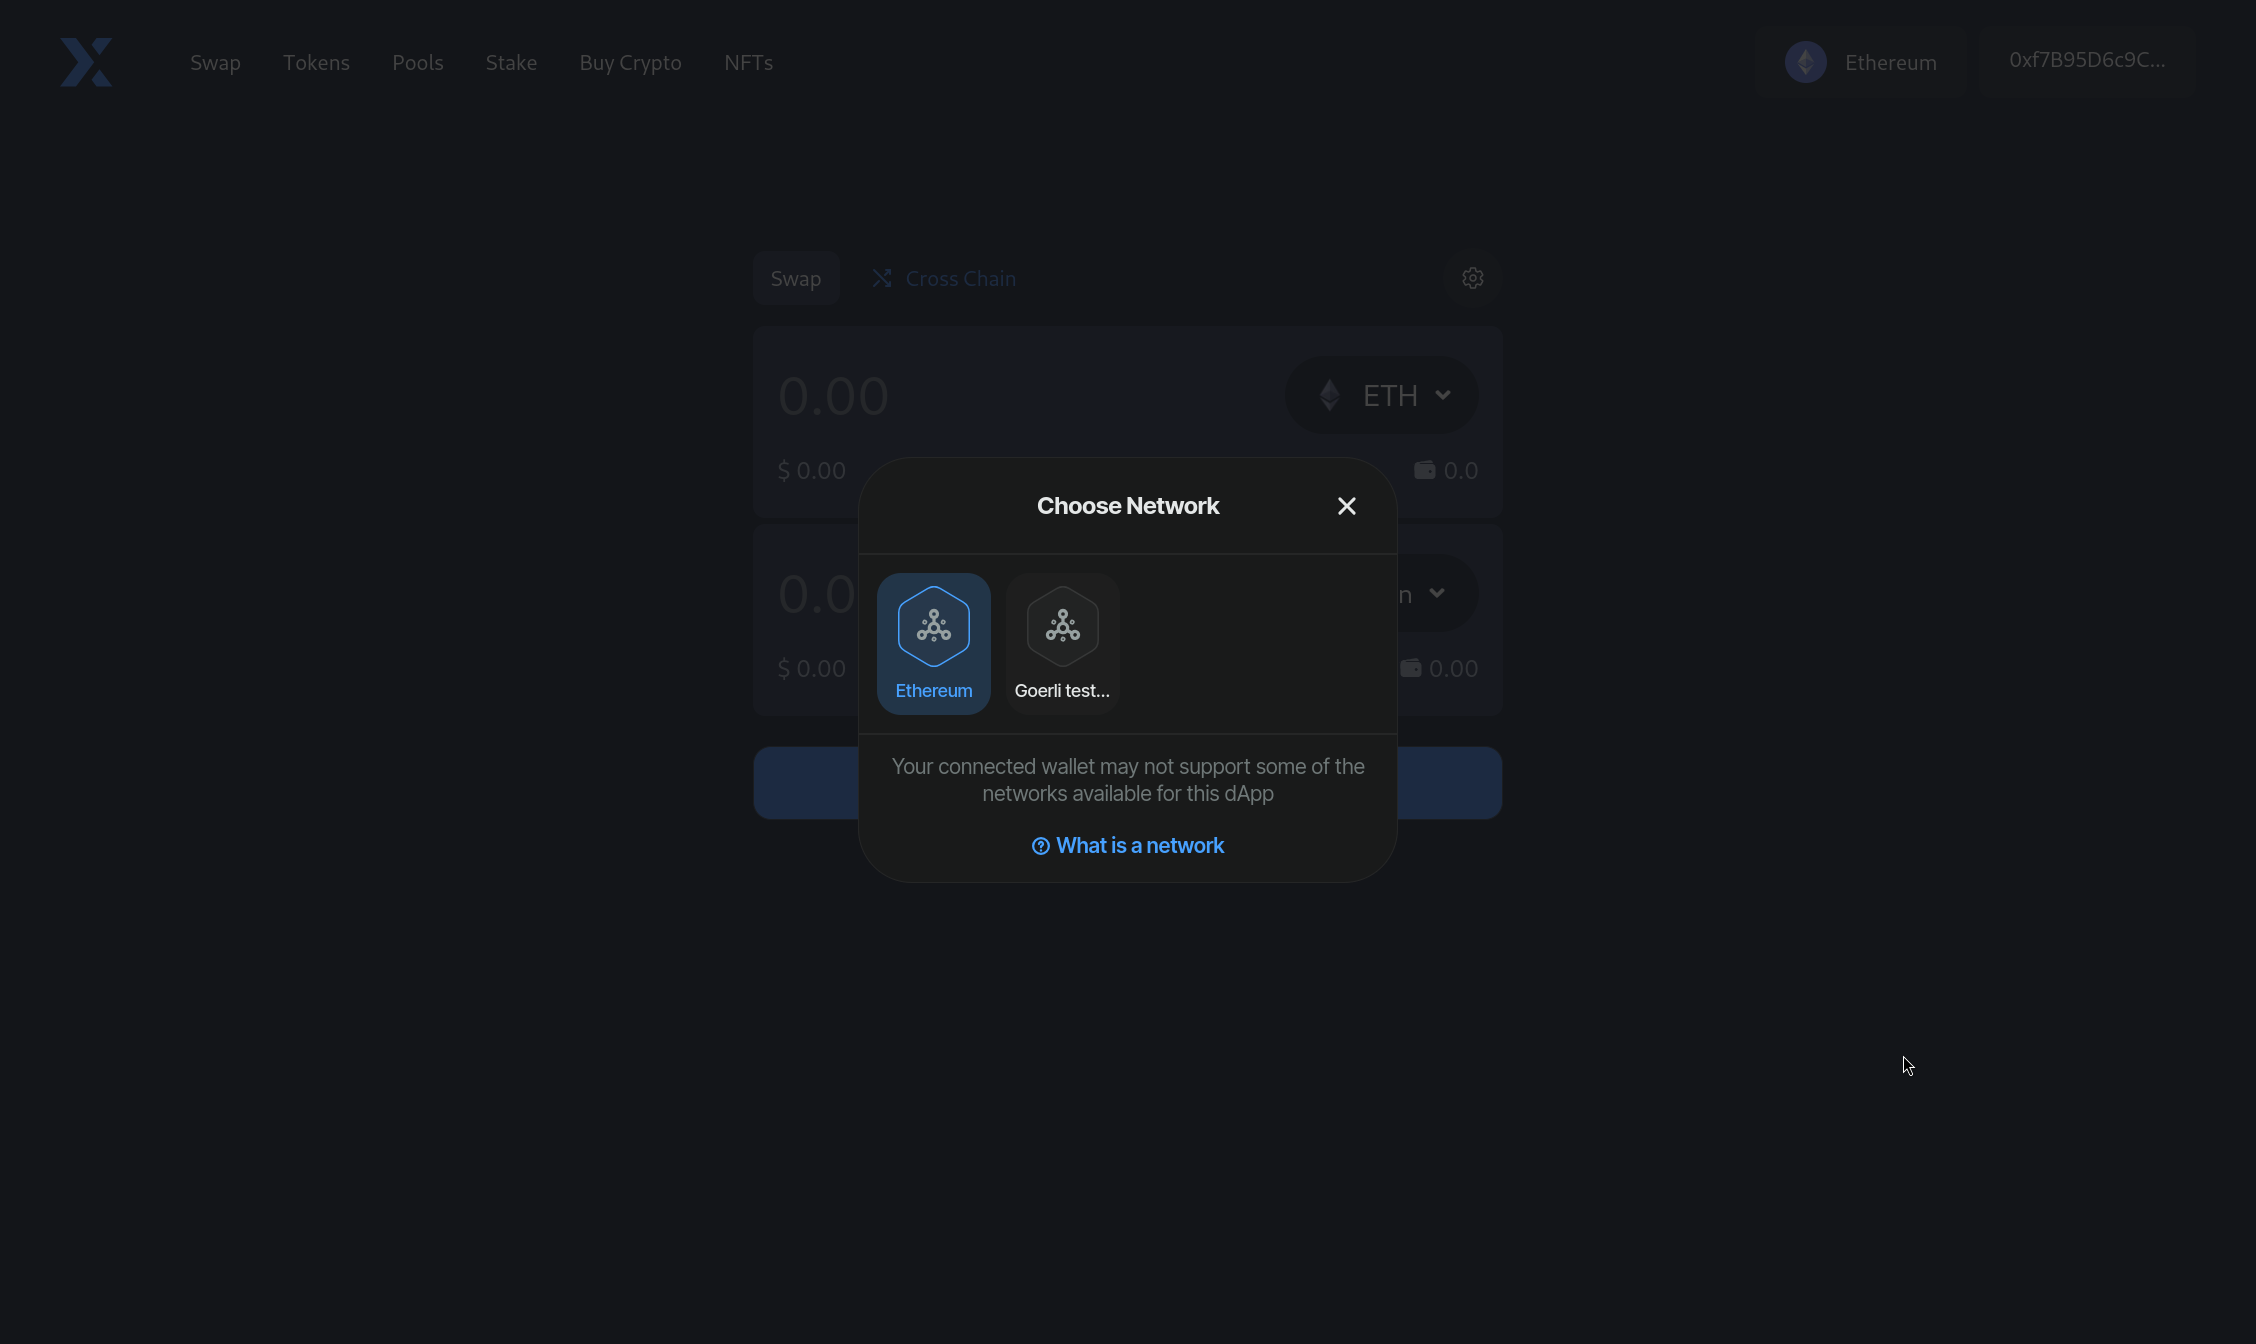 Swap Tokens Pools Stake Buy Crypto NFTs Ethereum 0xf7B95D6c9C...
Swap Cross Chain
0.00 ETH
$ 0.00 0.0
Choose Network
0.0 n
Ethereum Goerli test...
$ 0.00 0.00
Your connected wallet may not support some of the
networks available for this dApp
What is a network